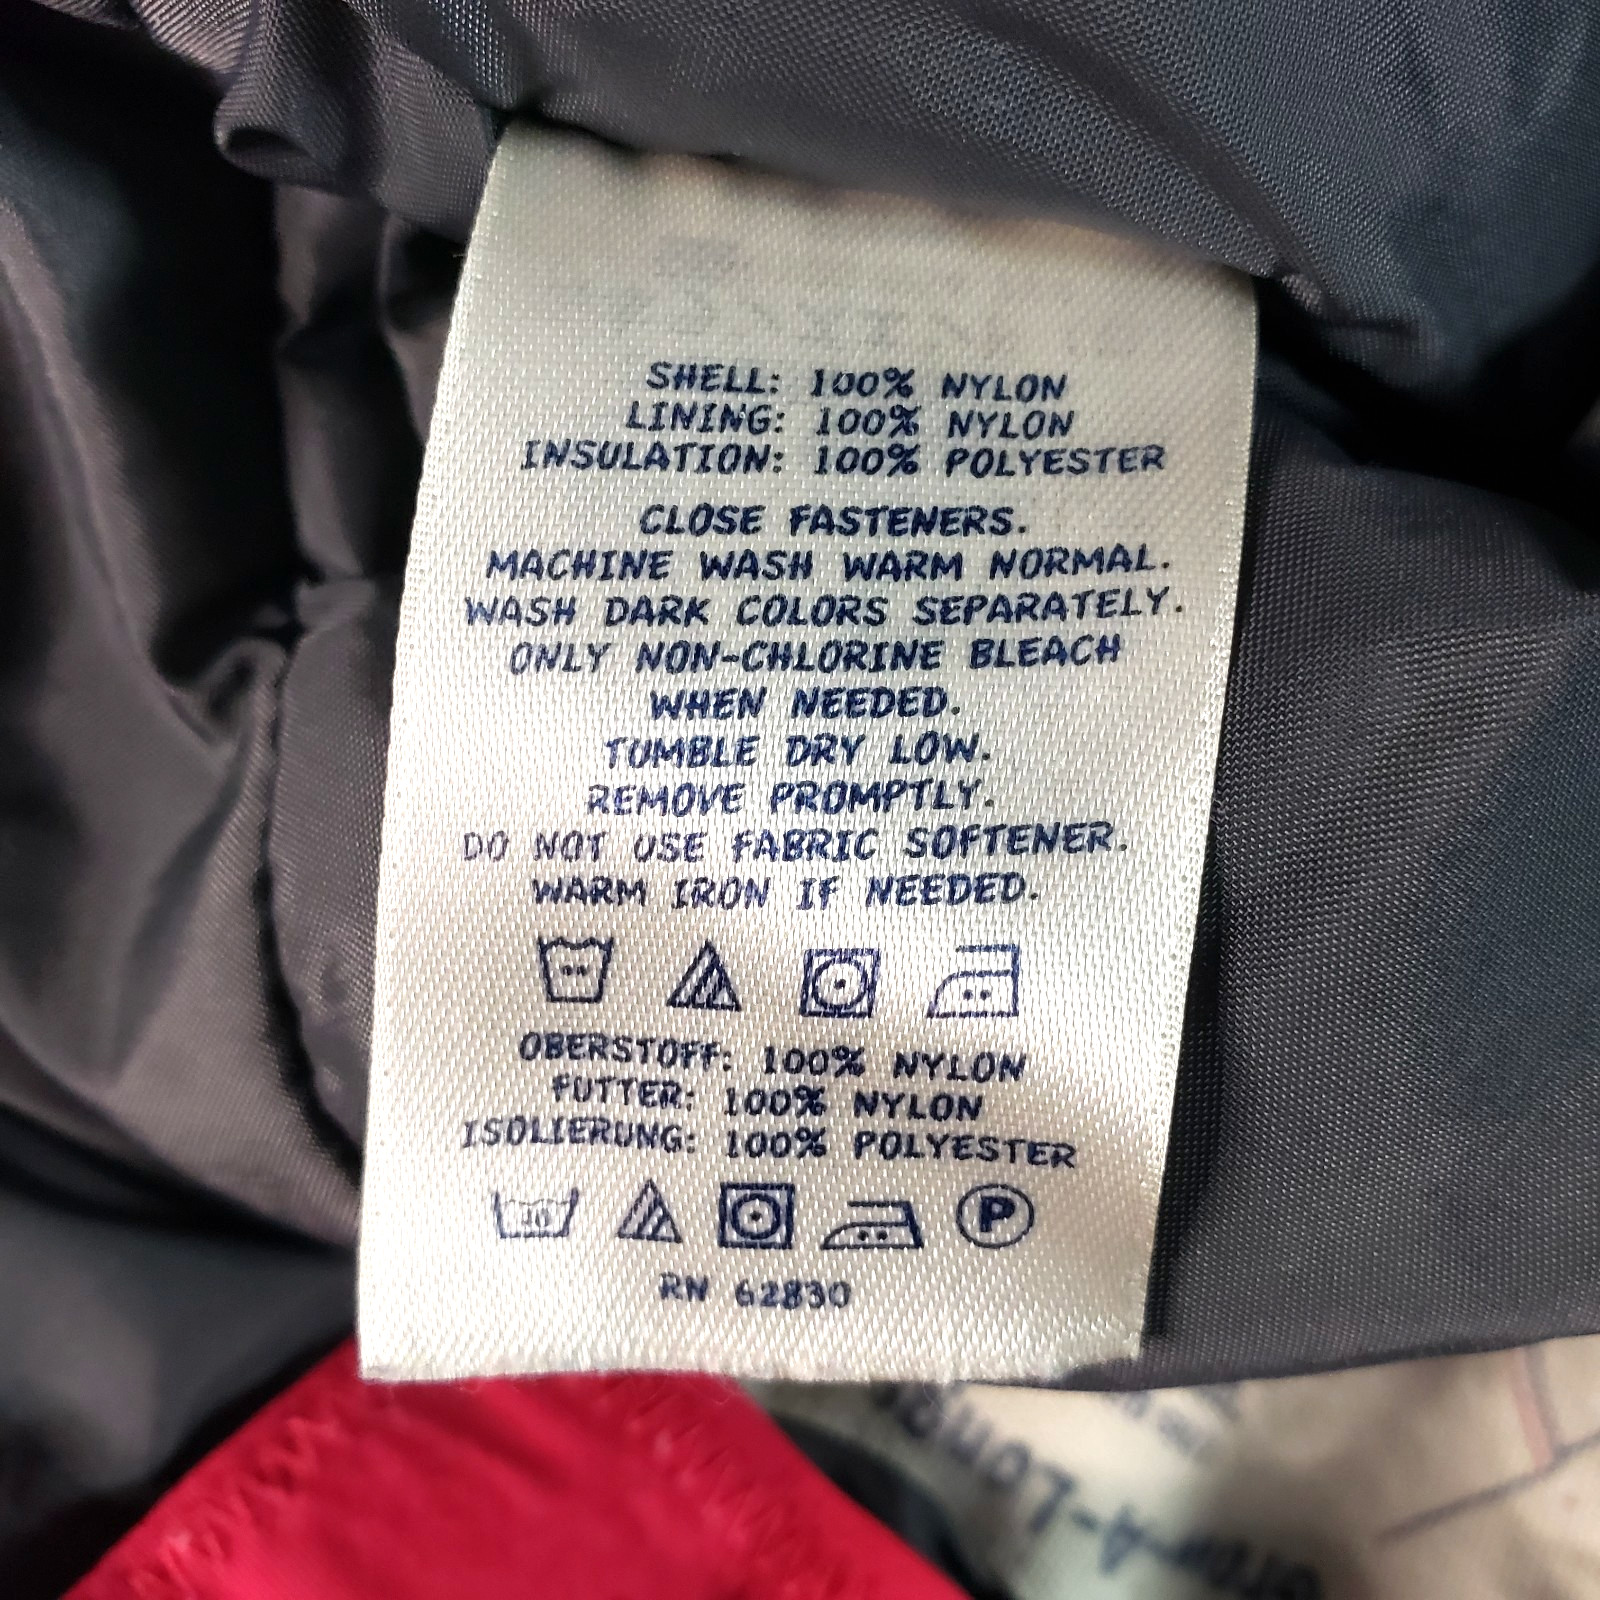 SHELL: 100% NYLON
LINING: 100% NYLON
INSULATION: 100% POLYESTER
CLOSE FASTENERS.
MACHINE WASH WARM NORMAL.
WASH DARK COLORS SEPARATELY.
ONLY NON-CHLORINE BLEACH
WHEN NEEDED.
TUMBLE DRY LOW.
REMOVE PROMPTLY.
DO NOT USE FABRIC SOFTENER.
WARM IRON IF NEEDED.
OBERSTOFF: 100% NYLON
FUTTER: 100% NYLON
ISOLIERUNG: 100% POLYESTER
P
RN 62830